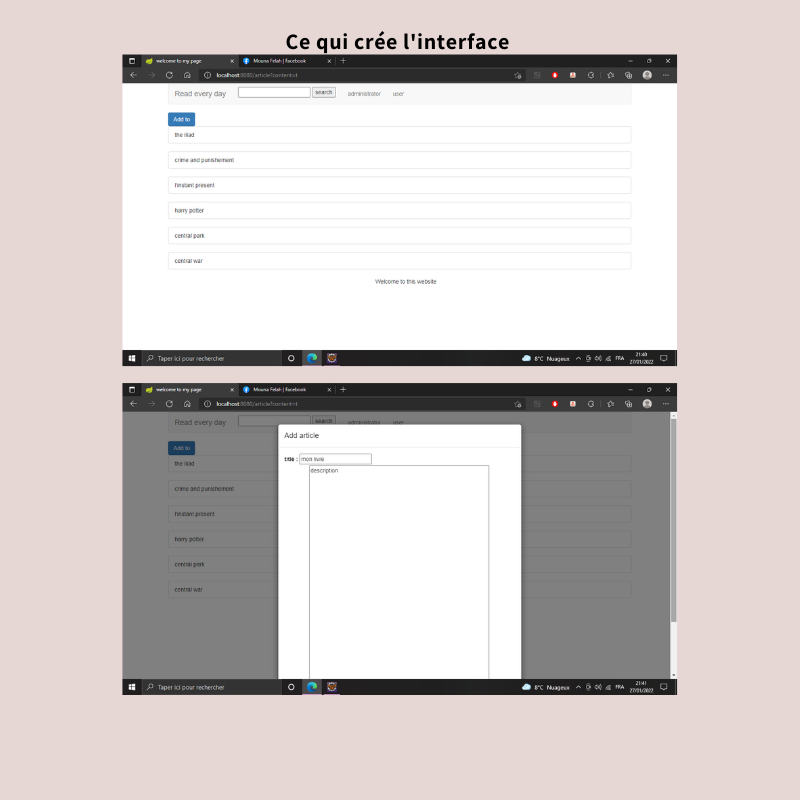 Ce qui crée l'interface
welcome to my page
Mouna Felah | Facebook
localhost:8080/article?content=t
Read every day
search
administrator
user
Add to
the iliad
crime and punishement
l'instant present
harry potter
central park
central war
Welcome to this website
Taper ici pour rechercher
8°C Nuageux
FRA
21:40
27/01/2022
welcome to my page
Mouna Felah | Facebook
localhost:8080/article?content=t
Read every day
search
administrator
user
Add to
Add article
the iliad
title :
mon livre
description
crime and punishement
l'instant present
harry potter
central park
central war
Taper ici pour rechercher
8°C Nuageux
FRA
21:41
27/01/2022